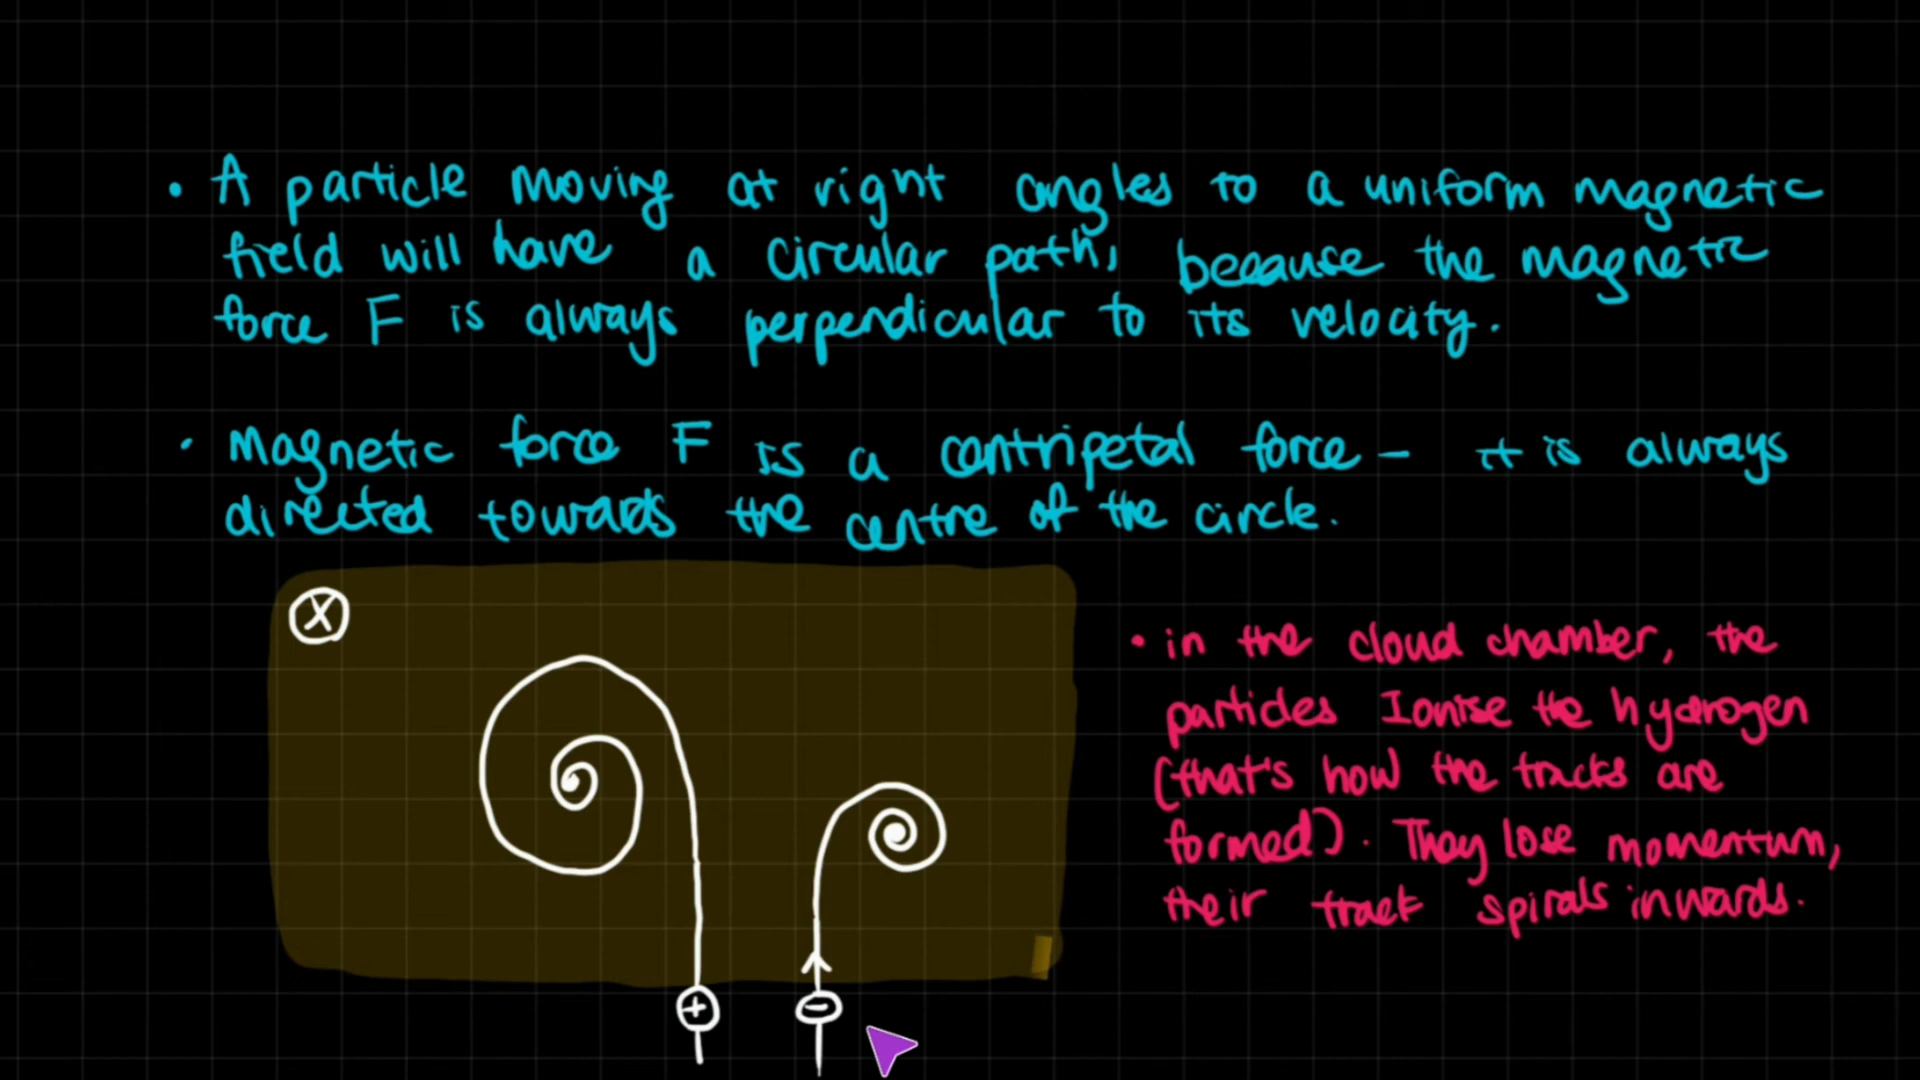 • A particle moving at right angles to a uniform magnetic
field will have a circular path, because the magnetic
force F is always perpendicular to its velocity.
• Magnetic force F is a centripetal force - it is always
directed towards the centre of the circle.
X
• in the cloud chamber, the
particles Ionise the hydrogen
(that's how the tracks are
formed). They lose momentum,
their track spirals inwards.
+ -